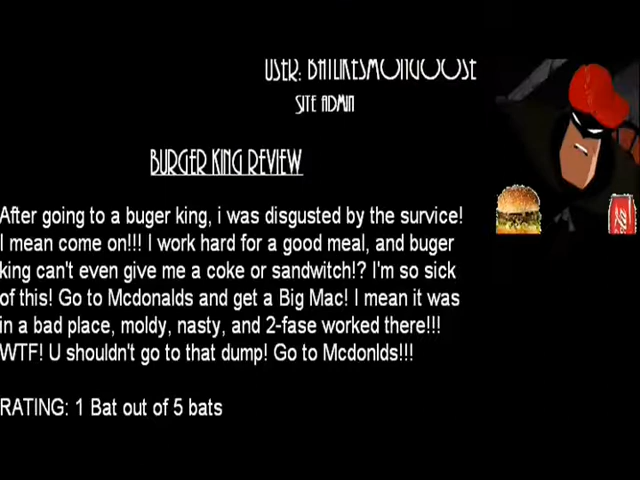 USER: BATLIKESMONGOOSE
SITE ADMIN
BURGER KING REVIEW
After going to a buger king, i was disgusted by the survice!
I mean come on!!! I work hard for a good meal, and buger
king can't even give me a coke or sandwitch!? I'm so sick
of this! Go to Mcdonalds and get a Big Mac! I mean it was
in a bad place, moldy, nasty, and 2-fase worked there!!!
WTF! U shouldn't go to that dump! Go to Mcdonlds!!!
RATING: 1 Bat out of 5 bats